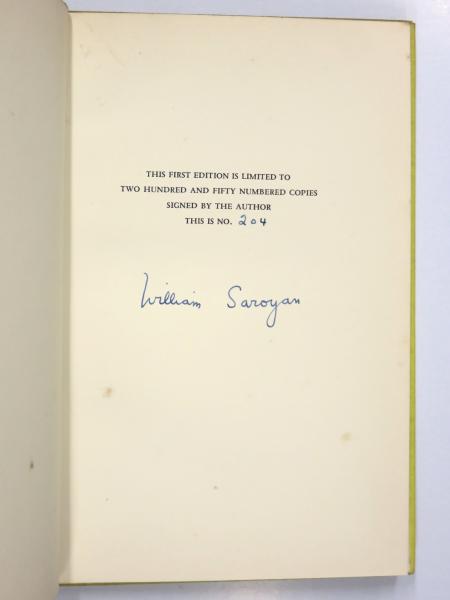 THIS FIRST EDITION IS LIMITED TO
TWO HUNDRED AND FIFTY NUMBERED COPIES
SIGNED BY THE AUTHOR
THIS IS NO. 204
William Saroyan